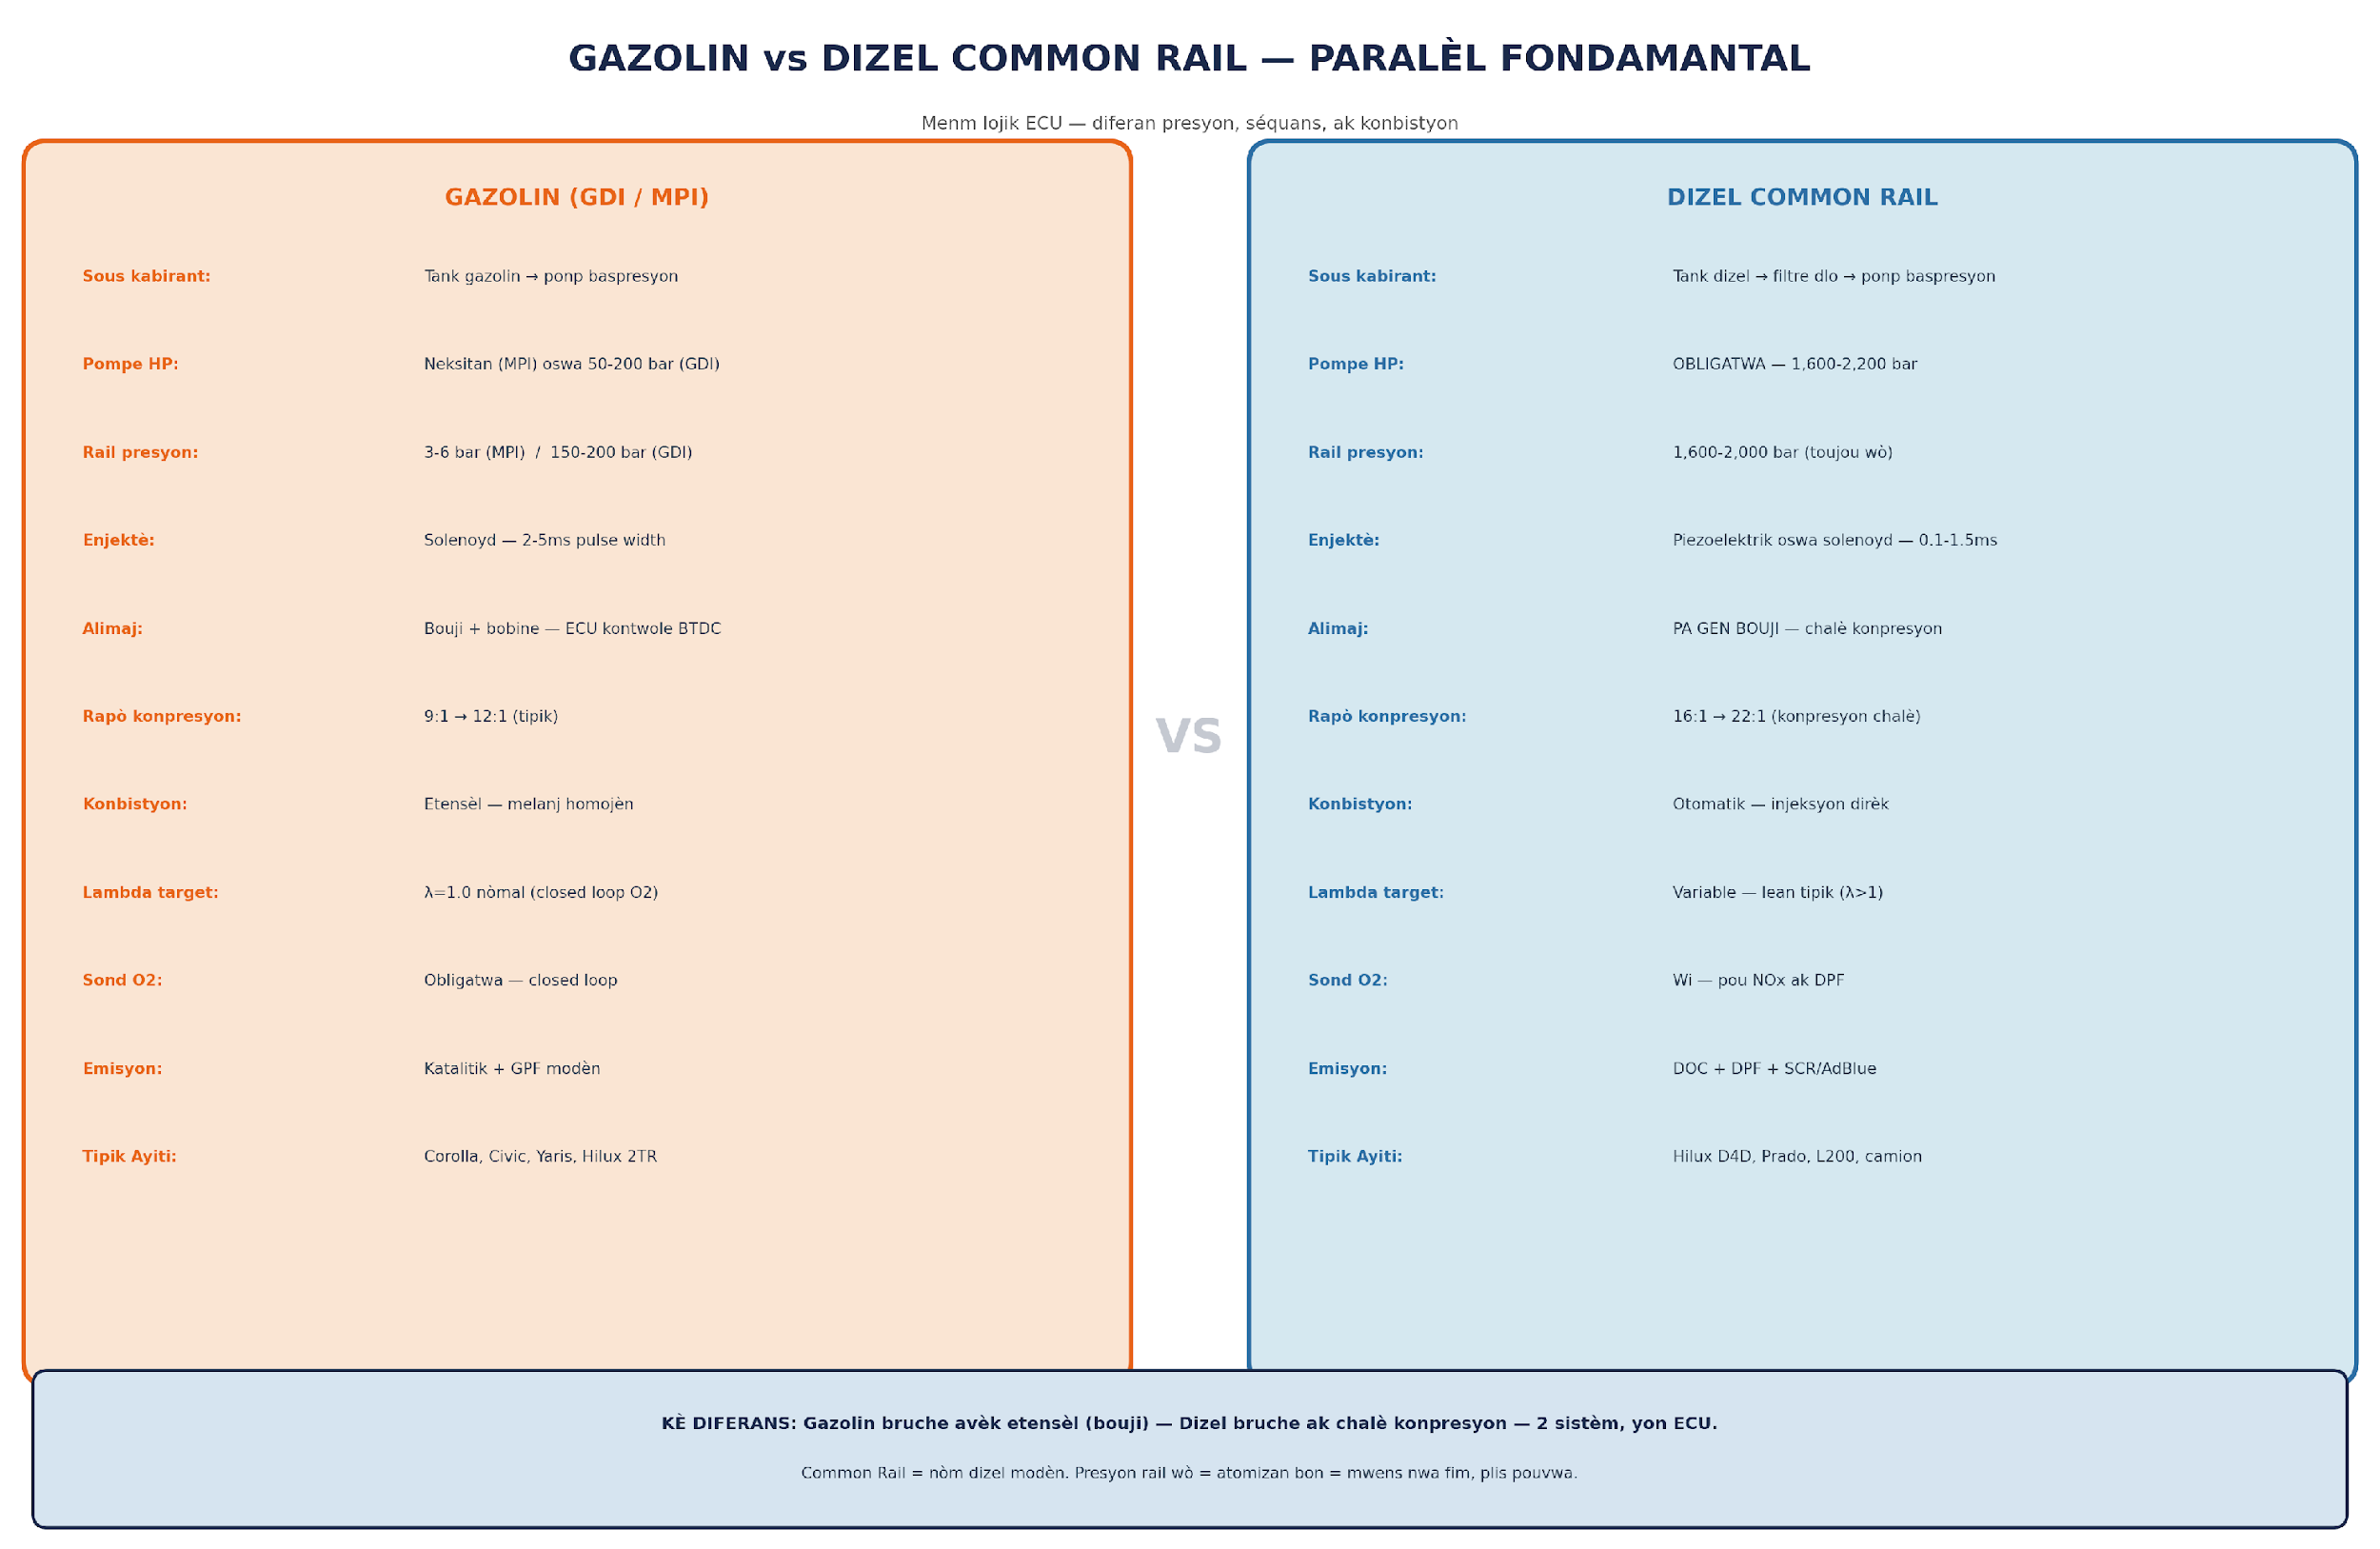 GAZOLIN vs DIZEL COMMON RAIL — PARALÈL FONDAMANTAL
Menm lojik ECU — diferan presyon, séquans, ak konbistyon
GAZOLIN (GDI / MPI)
Sous kabirant: Tank gazolin → ponp baspresyon
Pompe HP: Neksitan (MPI) oswa 50-200 bar (GDI)
Rail presyon: 3-6 bar (MPI) / 150-200 bar (GDI)
Enjektè: Solenoyd — 2-5ms pulse width
Alimaj: Bouji + bobine — ECU kontwole BTDC
Rapò konpresyon: 9:1 → 12:1 (tipik)
Konbistyon: Etensèl — melanj homojèn
Lambda target: λ=1.0 nòmal (closed loop O2)
Sond O2: Obligatwa — closed loop
Emisyon: Katalitik + GPF modèn
Tipik Ayiti: Corolla, Civic, Yaris, Hilux 2TR
VS
DIZEL COMMON RAIL
Sous kabirant: Tank dizel → filtre dlo → ponp baspresyon
Pompe HP: OBLIGATWA — 1,600-2,200 bar
Rail presyon: 1,600-2,000 bar (toujou wò)
Enjektè: Piezoelektrik oswa solenoyd — 0.1-1.5ms
Alimaj: PA GEN BOUJI — chalè konpresyon
Rapò konpresyon: 16:1 → 22:1 (konpresyon chalè)
Konbistyon: Otomatik — injeksyon dirèk
Lambda target: Variable — lean tipik (λ>1)
Sond O2: Wi — pou NOx ak DPF
Emisyon: DOC + DPF + SCR/AdBlue
Tipik Ayiti: Hilux D4D, Prado, L200, camion
KÈ DIFERANS: Gazolin bruche avèk etensèl (bouji) — Dizel bruche ak chalè konpresyon — 2 sistèm, yon ECU.
Common Rail = nòm dizel modèn. Presyon rail wò = atomizan bon = mwens nwa fim, plis pouvwa.